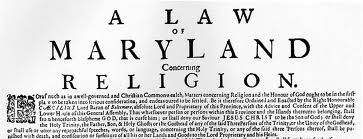 A LAW
OF
MARYLAND
Concerning
RELIGION.
Forasmuch as in a well-governed and Christian Commonwealth, Matters concerning Religion and the Honour of God ought to be in the first
place to be taken into serious consideration, and endeavoured to be settled. Be it therefore Ordained and Enacted by the Right Honourable
CÆCILIUS Lord Baron of Baltemore, absolute Lord and Proprietary of this Province, with the Advice and Consent of the Upper and
Lower House of this General Assembly, That whatsoever person or persons within this Province and the Islands thereunto belonging, shall
from henceforth blaspheme GOD, that is curse him; or shall deny our Saviour JESUS CHRIST to be the Son of God; or shall deny
the Holy Trinity, the Father, Son, & Holy Ghost; or the Godhead of any of the said Three Persons of the Trinity, or the Unity of the Godhead,
or shall use or utter any reproachful speeches, words, or language, concerning the Holy Trinity, or any of the said three Persons thereof, shall be
punished with death, and confiscation or forfeiture of all his or her Lands and Goods to the Lord Proprietary and his Heirs.